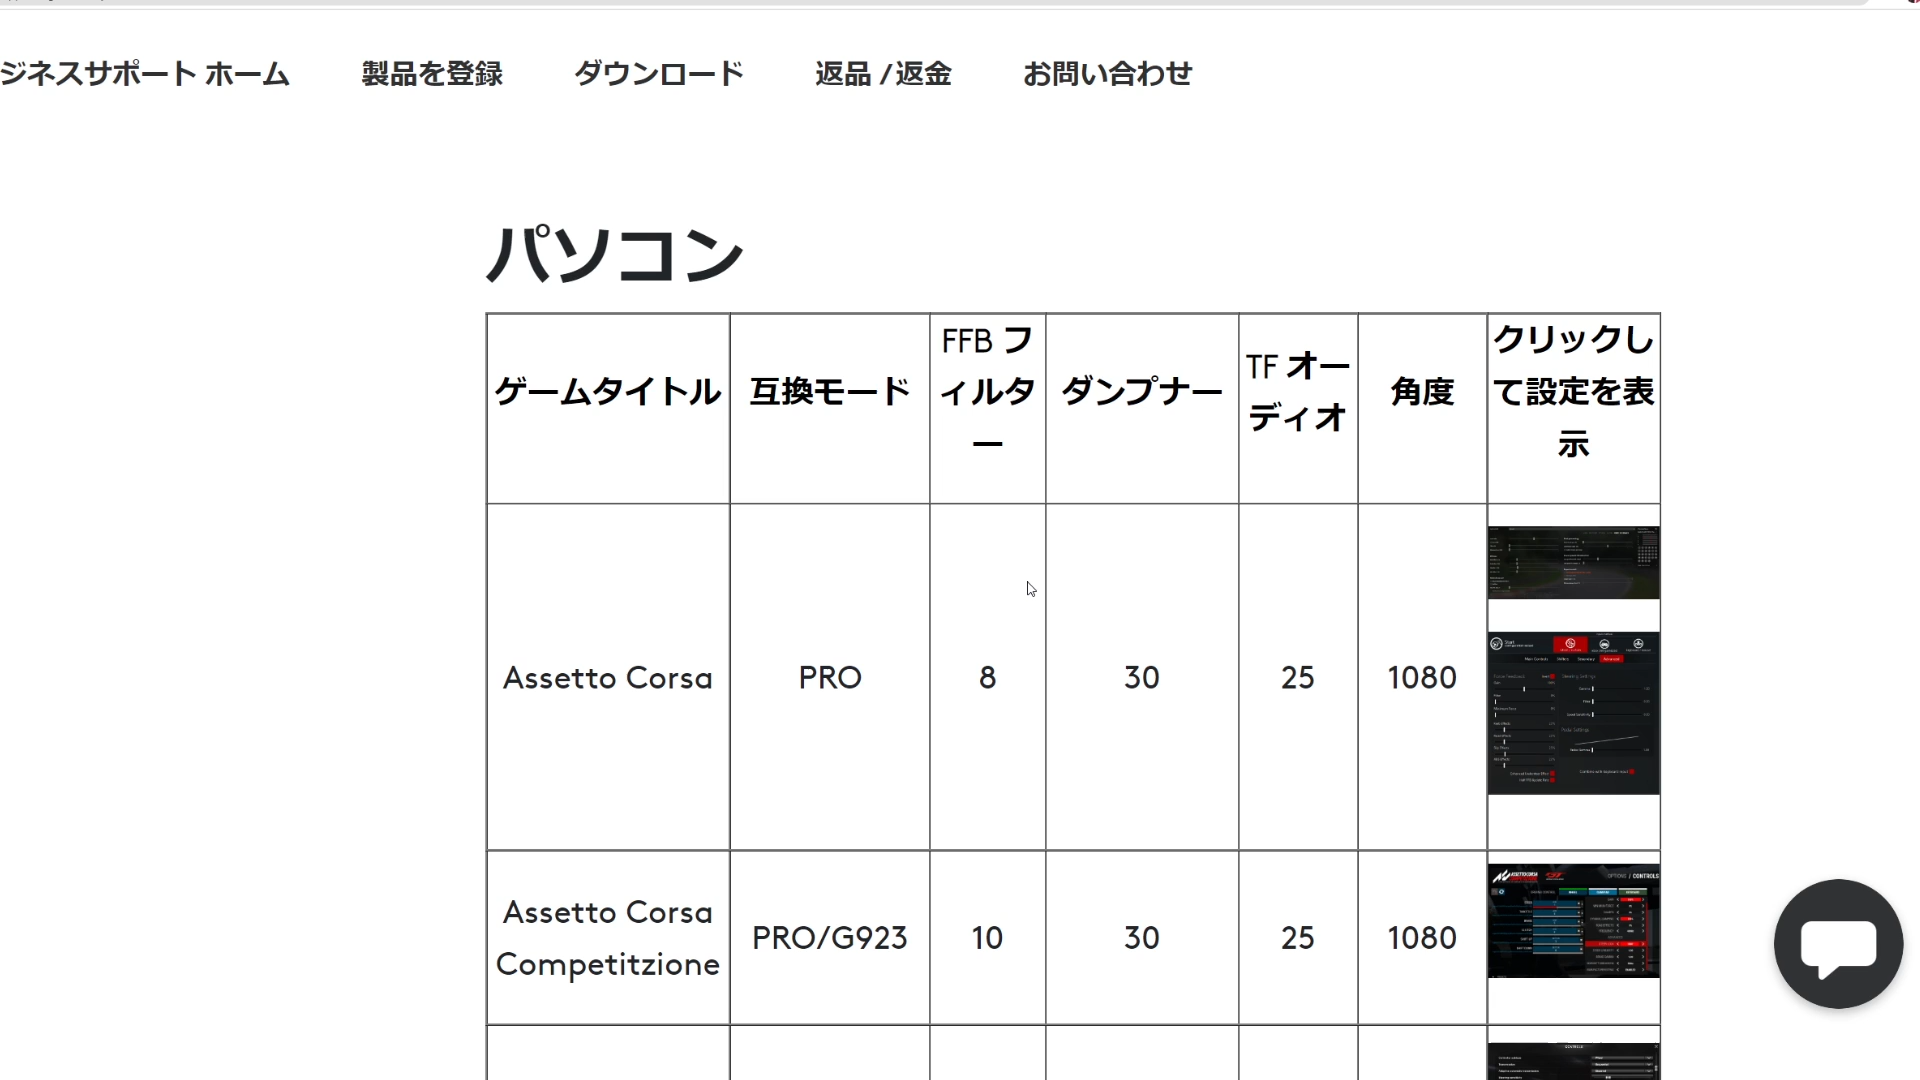 ジネスサポート ホーム
製品を登録
ダウンロード
返品 / 返金
お問い合わせ
パソコン
ゲームタイトル
互換モード
FFB フ
ィルタ
ー
ダンプナー
TF オー
ディオ
角度
クリックし
て設定を表
示
Assetto Corsa
PRO
8
30
25
1080
Assetto Corsa
Competitzione
PRO/G923
10
30
25
1080
OPTIONS / CONTROLS